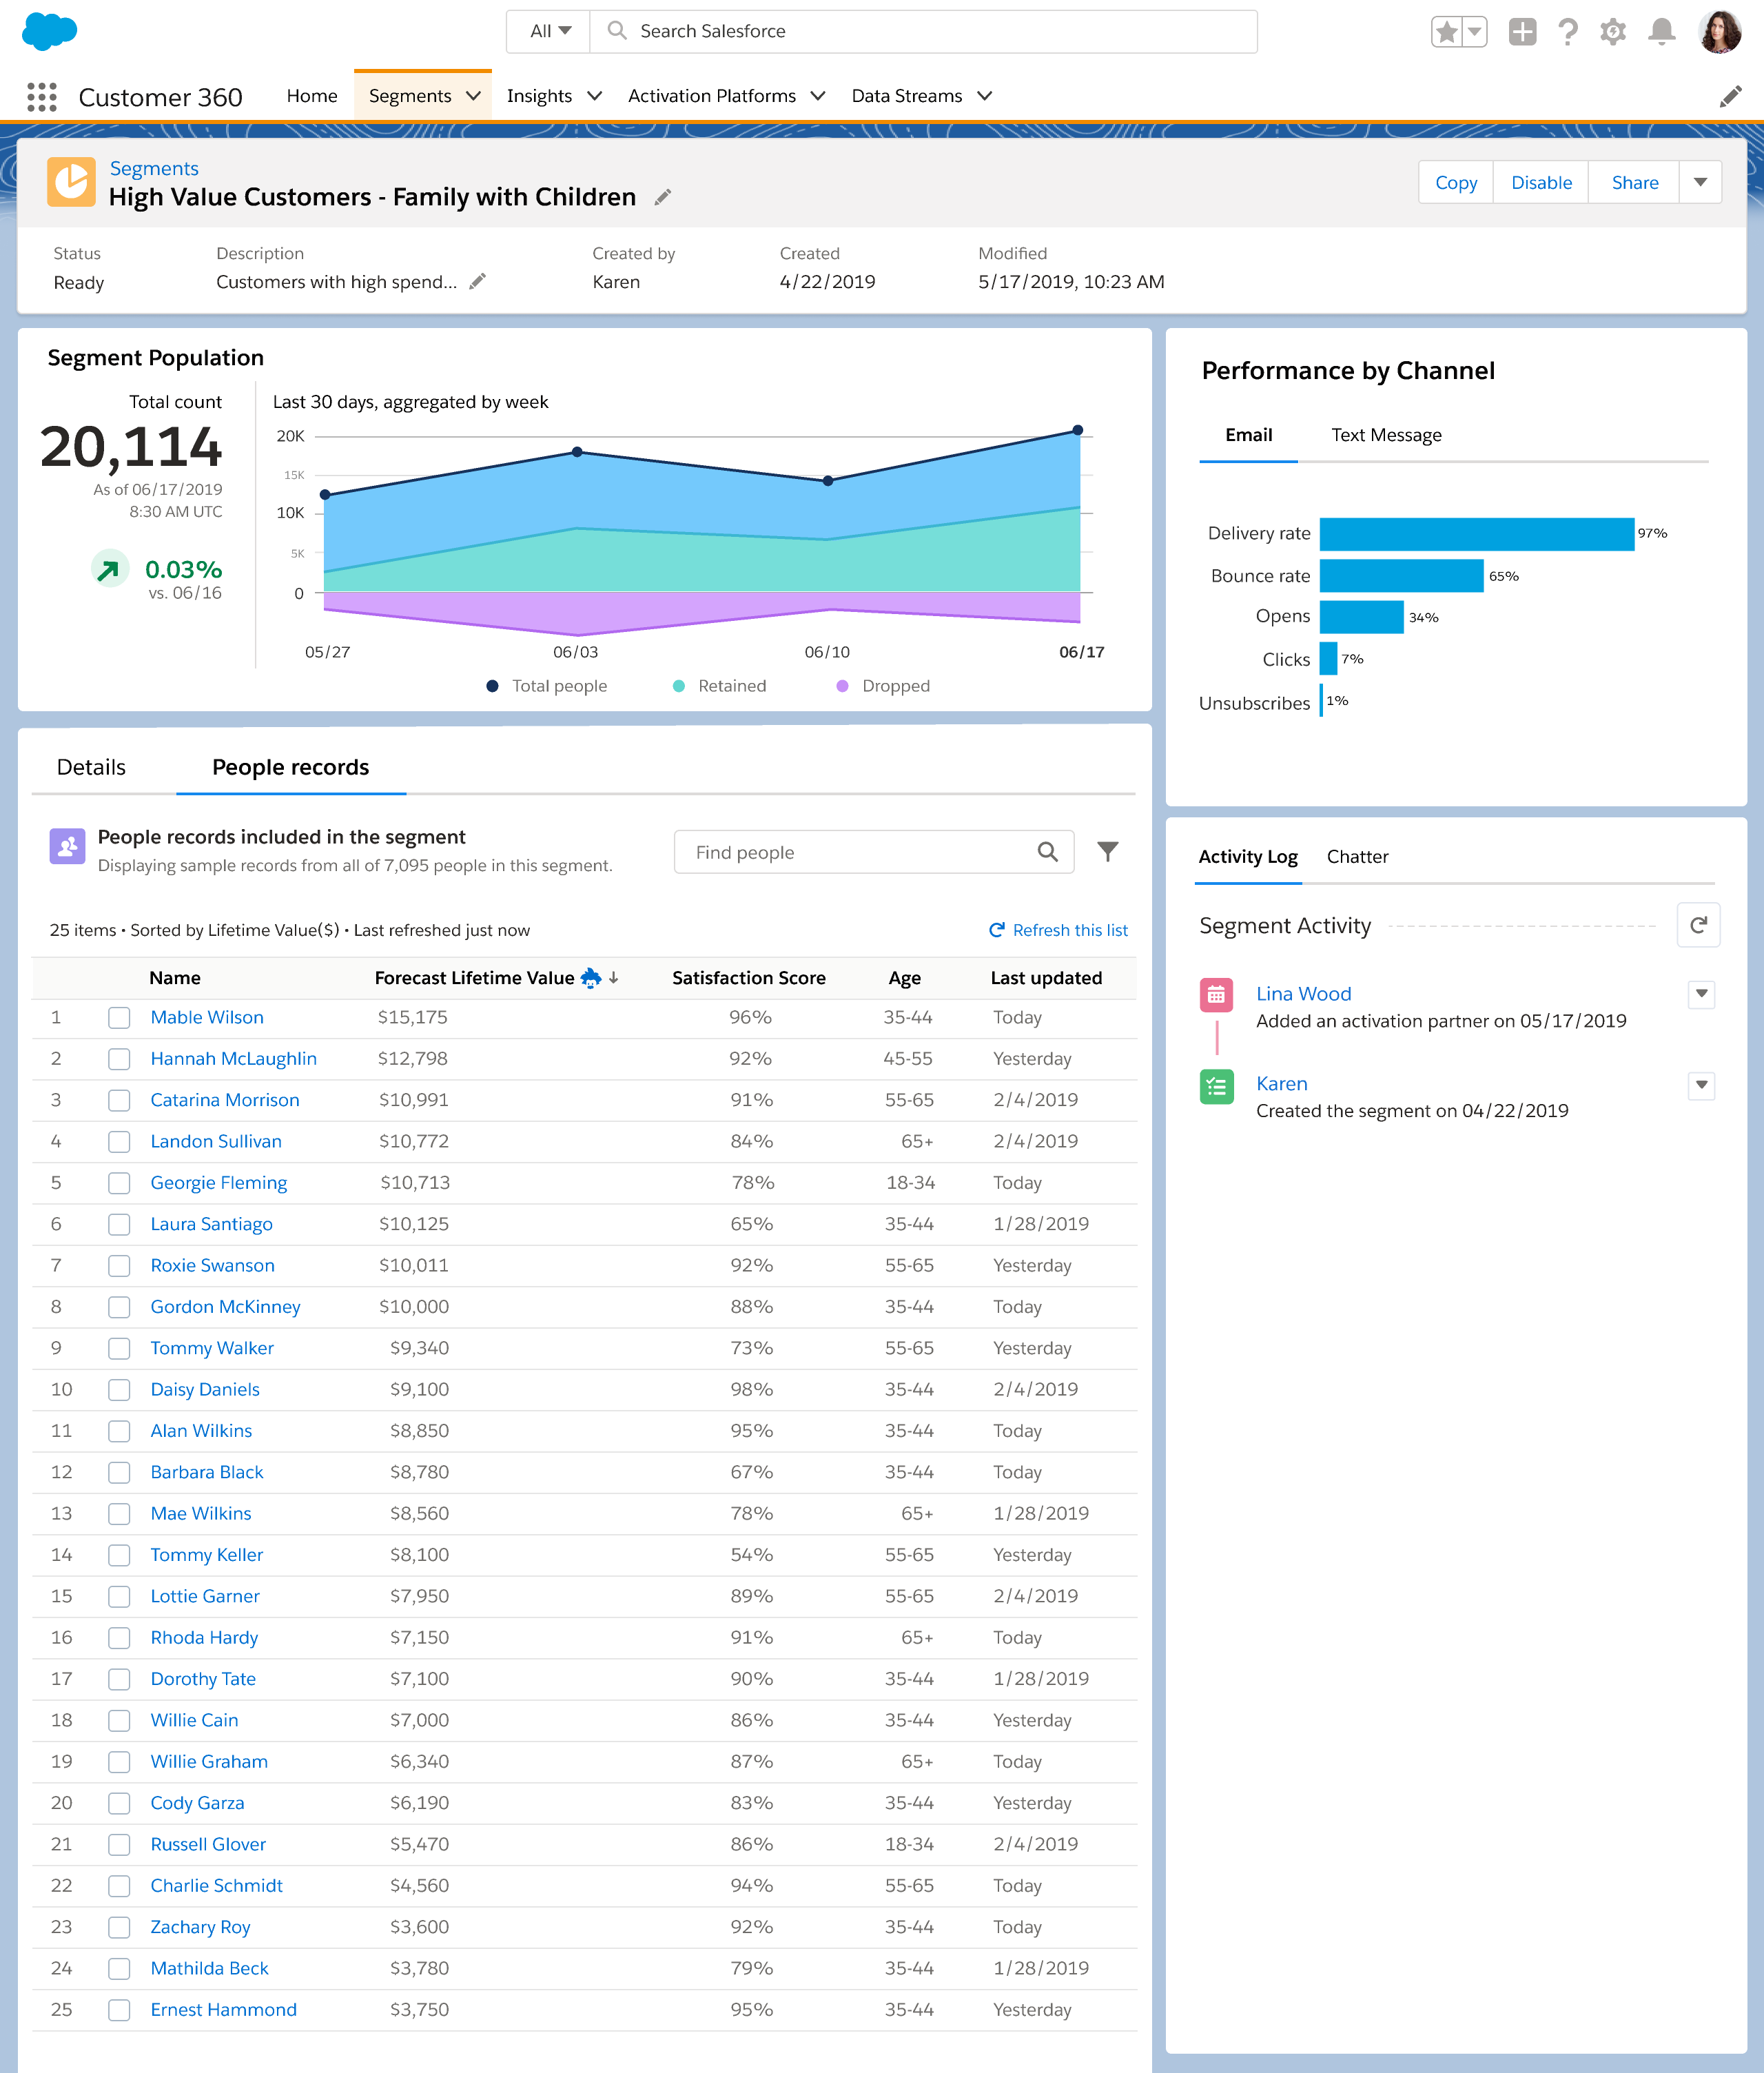 All
Search Salesforce
Customer 360
Home
Segments
Insights
Activation Platforms
Data Streams
Segments
High Value Customers - Family with Children
Copy
Disable
Share
Status
Ready
Description
Customers with high spend...
Created by
Karen
Created
4/22/2019
Modified
5/17/2019, 10:23 AM
Segment Population
Total count
20,114
As of 06/17/2019
8:30 AM UTC
0.03%
vs. 06/16
Last 30 days, aggregated by week
20K
15K
10K
5K
0
05/27 06/03 06/10 06/17
Total people Retained Dropped
Performance by Channel
Email Text Message
Delivery rate 97%
Bounce rate 65%
Opens 34%
Clicks 7%
Unsubscribes 1%
Details People records
People records included in the segment
Displaying sample records from all of 7,095 people in this segment.
Find people
25 items • Sorted by Lifetime Value($) • Last refreshed just now
Refresh this list
Name Forecast Lifetime Value Satisfaction Score Age Last updated
1 Mable Wilson $15,175 96% 35-44 Today
2 Hannah McLaughlin $12,798 92% 45-55 Yesterday
3 Catarina Morrison $10,991 91% 55-65 2/4/2019
4 Landon Sullivan $10,772 84% 65+ 2/4/2019
5 Georgie Fleming $10,713 78% 18-34 Today
6 Laura Santiago $10,125 65% 35-44 1/28/2019
7 Roxie Swanson $10,011 92% 55-65 Yesterday
8 Gordon McKinney $10,000 88% 35-44 Today
9 Tommy Walker $9,340 73% 55-65 Yesterday
10 Daisy Daniels $9,100 98% 35-44 2/4/2019
11 Alan Wilkins $8,850 95% 35-44 Today
12 Barbara Black $8,780 67% 35-44 Today
13 Mae Wilkins $8,560 78% 65+ 1/28/2019
14 Tommy Keller $8,100 54% 55-65 Yesterday
15 Lottie Garner $7,950 89% 55-65 2/4/2019
16 Rhoda Hardy $7,150 91% 65+ Today
17 Dorothy Tate $7,100 90% 35-44 1/28/2019
18 Willie Cain $7,000 86% 35-44 Yesterday
19 Willie Graham $6,340 87% 65+ Today
20 Cody Garza $6,190 83% 35-44 Yesterday
21 Russell Glover $5,470 86% 18-34 2/4/2019
22 Charlie Schmidt $4,560 94% 55-65 Today
23 Zachary Roy $3,600 92% 35-44 Today
24 Mathilda Beck $3,780 79% 35-44 1/28/2019
25 Ernest Hammond $3,750 95% 35-44 Yesterday
Activity Log Chatter
Segment Activity
Lina Wood
Added an activation partner on 05/17/2019
Karen
Created the segment on 04/22/2019